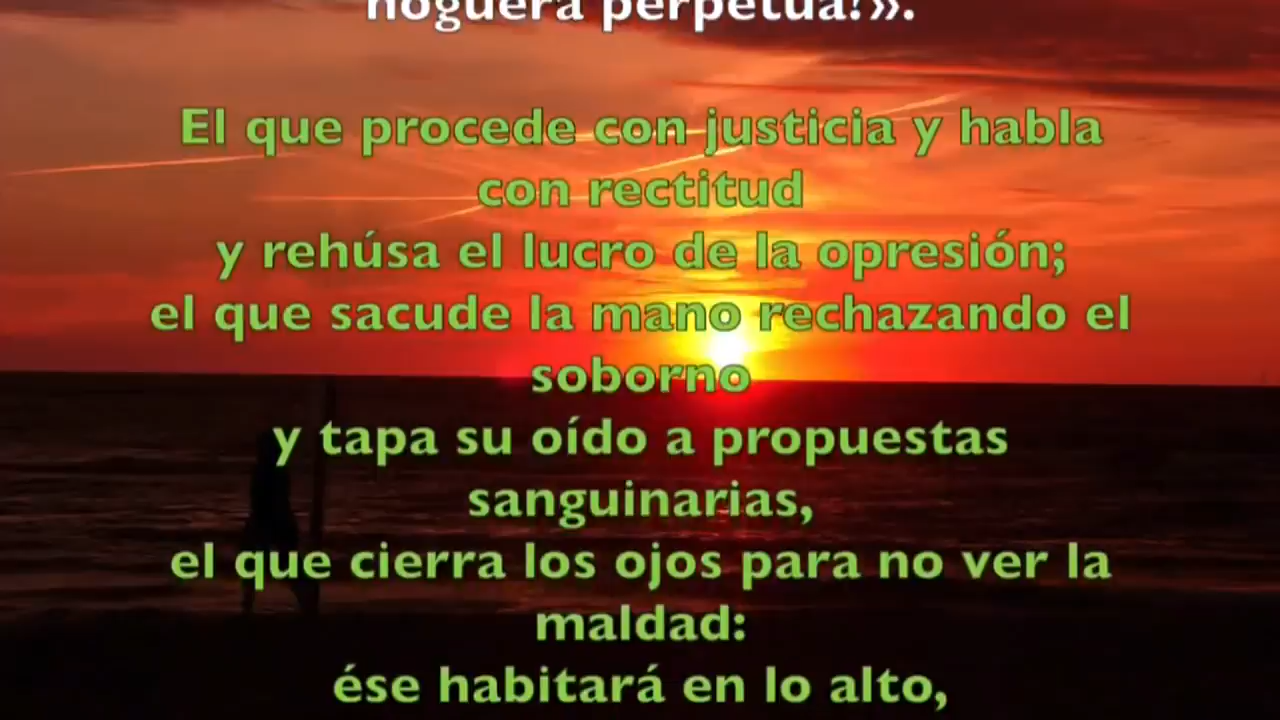 hoguera perpetua?».
El que procede con justicia y habla
con rectitud
y rehúsa el lucro de la opresión;
el que sacude la mano rechazando el
soborno
y tapa su oído a propuestas
sanguinarias,
el que cierra los ojos para no ver la
maldad:
ése habitará en lo alto,